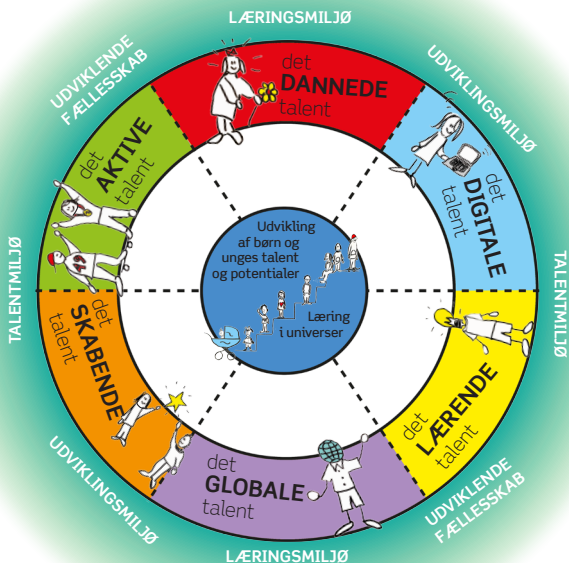 LÆRINGSMILJØ
UDVIKLENDE
FÆLLESSKAB
UDVIKLINGSMILJØ
det
DANNEDE
talent
det
AKTIVE
talent
det
DIGITALE
talent
Udvikling
af børn og
unges talent
og potentialer
Læring
i universer
19
TALENTMILJØ
TALENTMILJØ
det
SKABENDE
talent
det
LÆRENDE
talent
det
GLOBALE
talent
UDVIKLINGSMILJØ
UDVIKLENDE
FÆLLESSKAB
LÆRINGSMILJØ